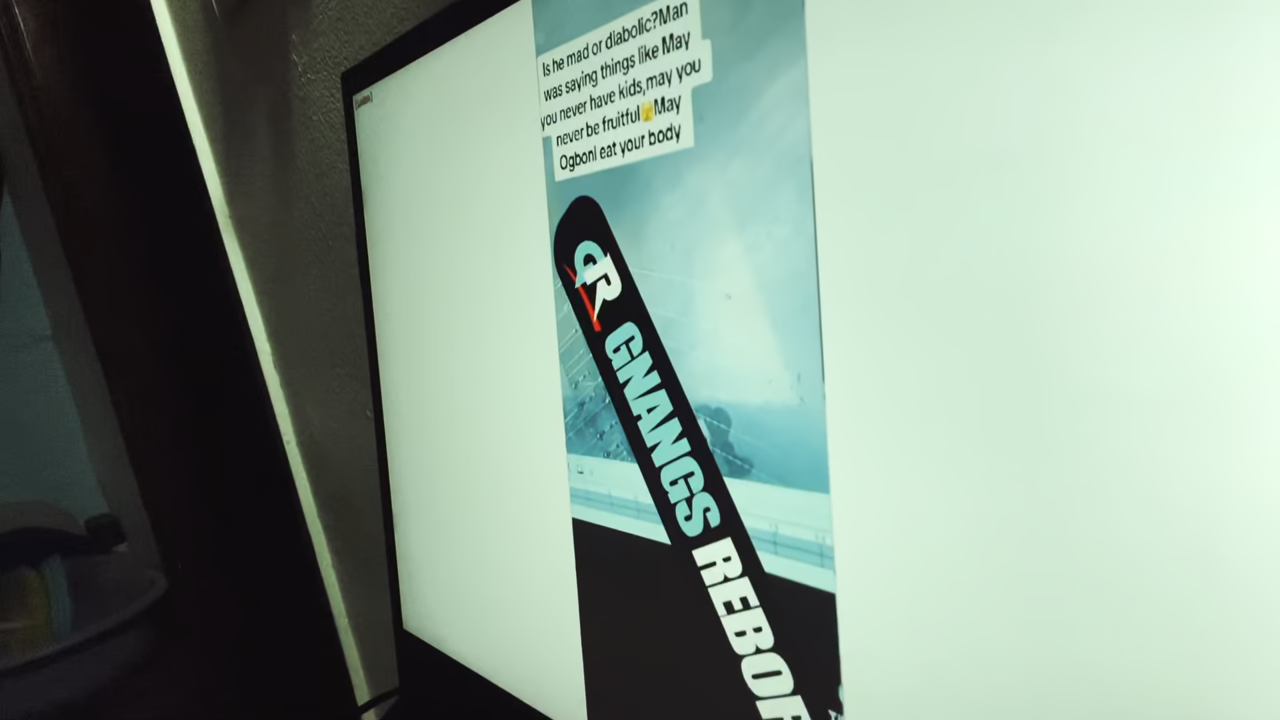 Is he mad or diabolic?Man
was saying things like May
you never have kids,may you
never be fruitful🫣May
Ogboni eat your body
GR
GNANGS